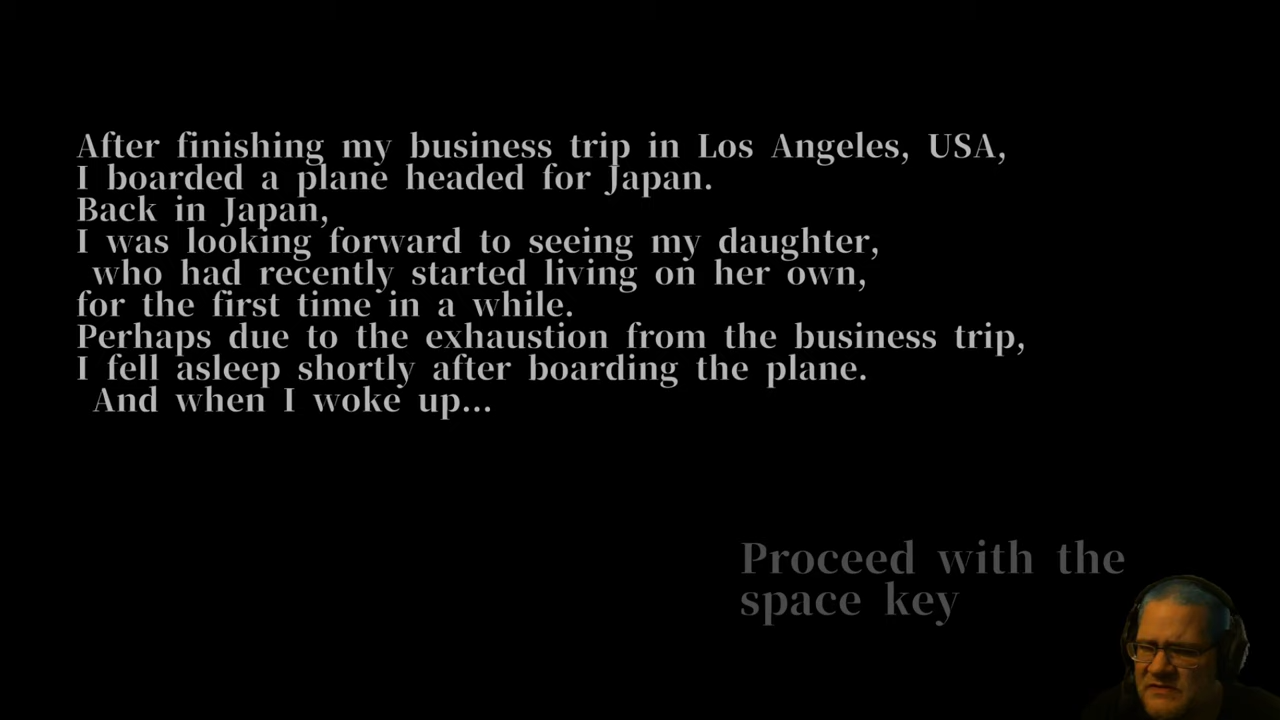 After finishing my business trip in Los Angeles, USA,
I boarded a plane headed for Japan.
Back in Japan,
I was looking forward to seeing my daughter,
who had recently started living on her own,
for the first time in a while.
Perhaps due to the exhaustion from the business trip,
I fell asleep shortly after boarding the plane.
And when I woke up...
Proceed with the
space key